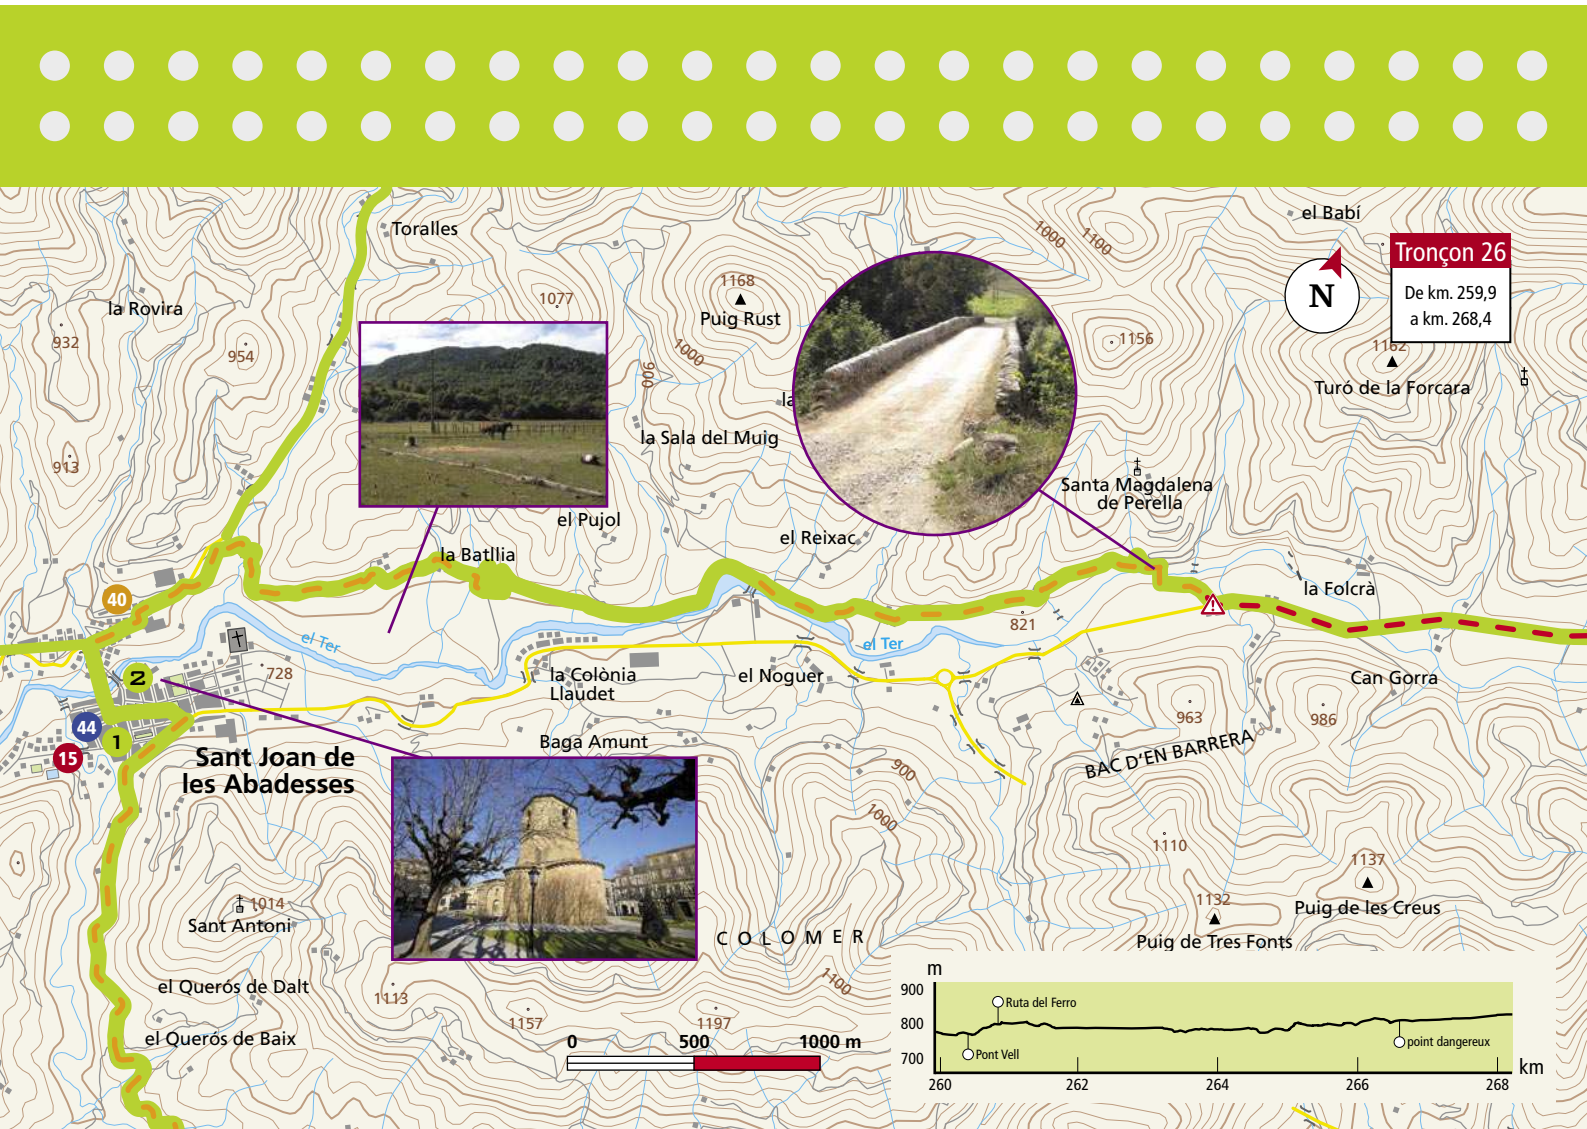 Toralles
la Rovira
932
954
913
1077
1168
Puig Rust
1000
900
la Sala del Muig
la
1000
1100
el Babí
Tronçon 26
De km. 259,9
a km. 268,4
N
1156
1162
Turó de la Forcara
Santa Magdalena
de Perella
el Pujol
la Batllia
el Reixac
la Folcrà
40
el Ter
el Ter
821
728
2
44
1
15
la Colònia
Llaudet
el Noguer
Can Gorra
963
986
BAC D'EN BARRERA
Sant Joan de
les Abadesses
Baga Amunt
900
1000
1110
1137
Puig de les Creus
1132
Puig de Tres Fonts
1014
Sant Antoni
COLOMER
el Querós de Dalt
1113
1157
1197
1100
el Querós de Baix
0 500 1000 m
m
900
800
700
Ruta del Ferro
Pont Vell
point dangereux
260 262 264 266 268
km